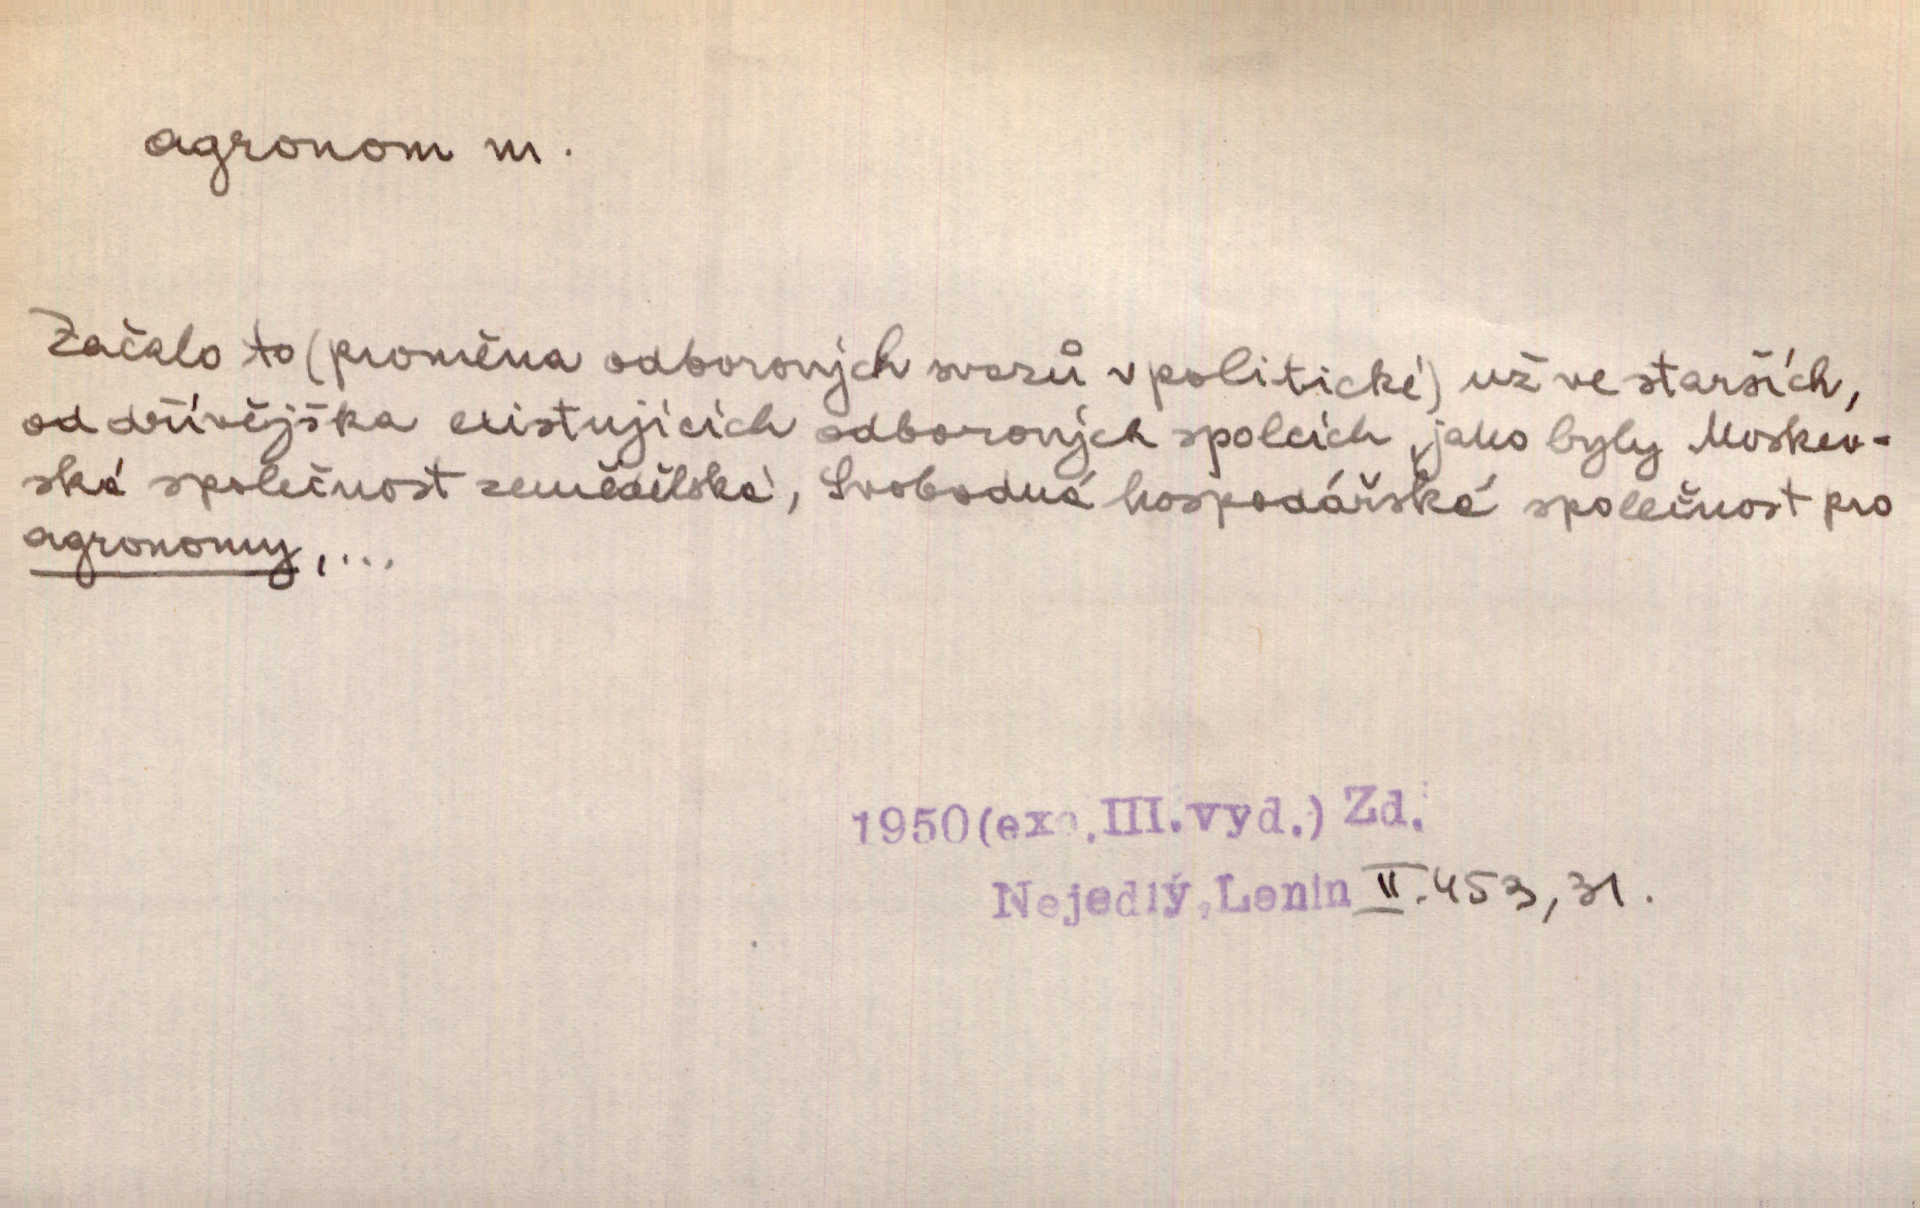 agronom m.
Začalo to (proměna odborových svazů v politické) už ve starších,
od dřívějška existujících odborových spolcích, jako byly Moskev-
ská společnost zemědělská, Svobodná hospodářská společnost pro
agronomy, ...
1950(exc.III.vyd.) Zd.
Nejedlý, Lenin II.453,31.